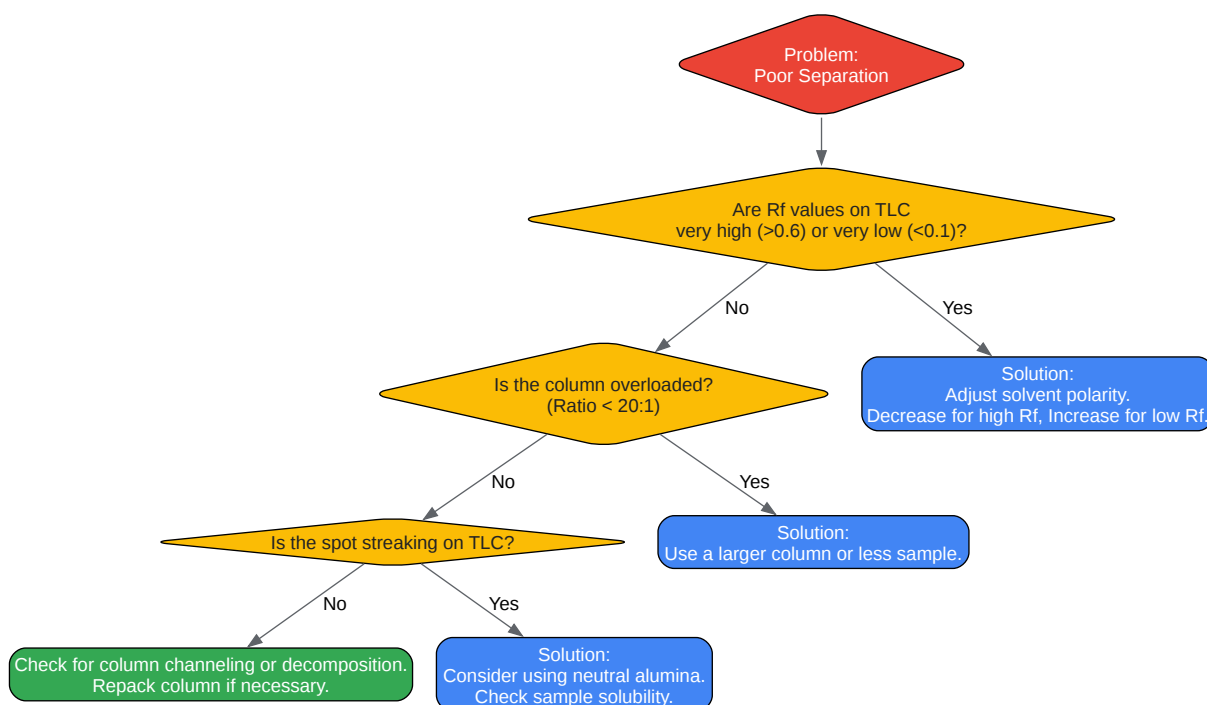 Problem:
Poor Separation
Are Rf values on TLC
very high (>0.6) or very low (<0.1)?
No
Yes
Is the column overloaded?
(Ratio < 20:1)
Solution:
Adjust solvent polarity.
Decrease for high Rf, Increase for low Rf.
No
Yes
Is the spot streaking on TLC?
Solution:
Use a larger column or less sample.
No
Yes
Check for column channeling or decomposition.
Repack column if necessary.
Solution:
Consider using neutral alumina.
Check sample solubility.